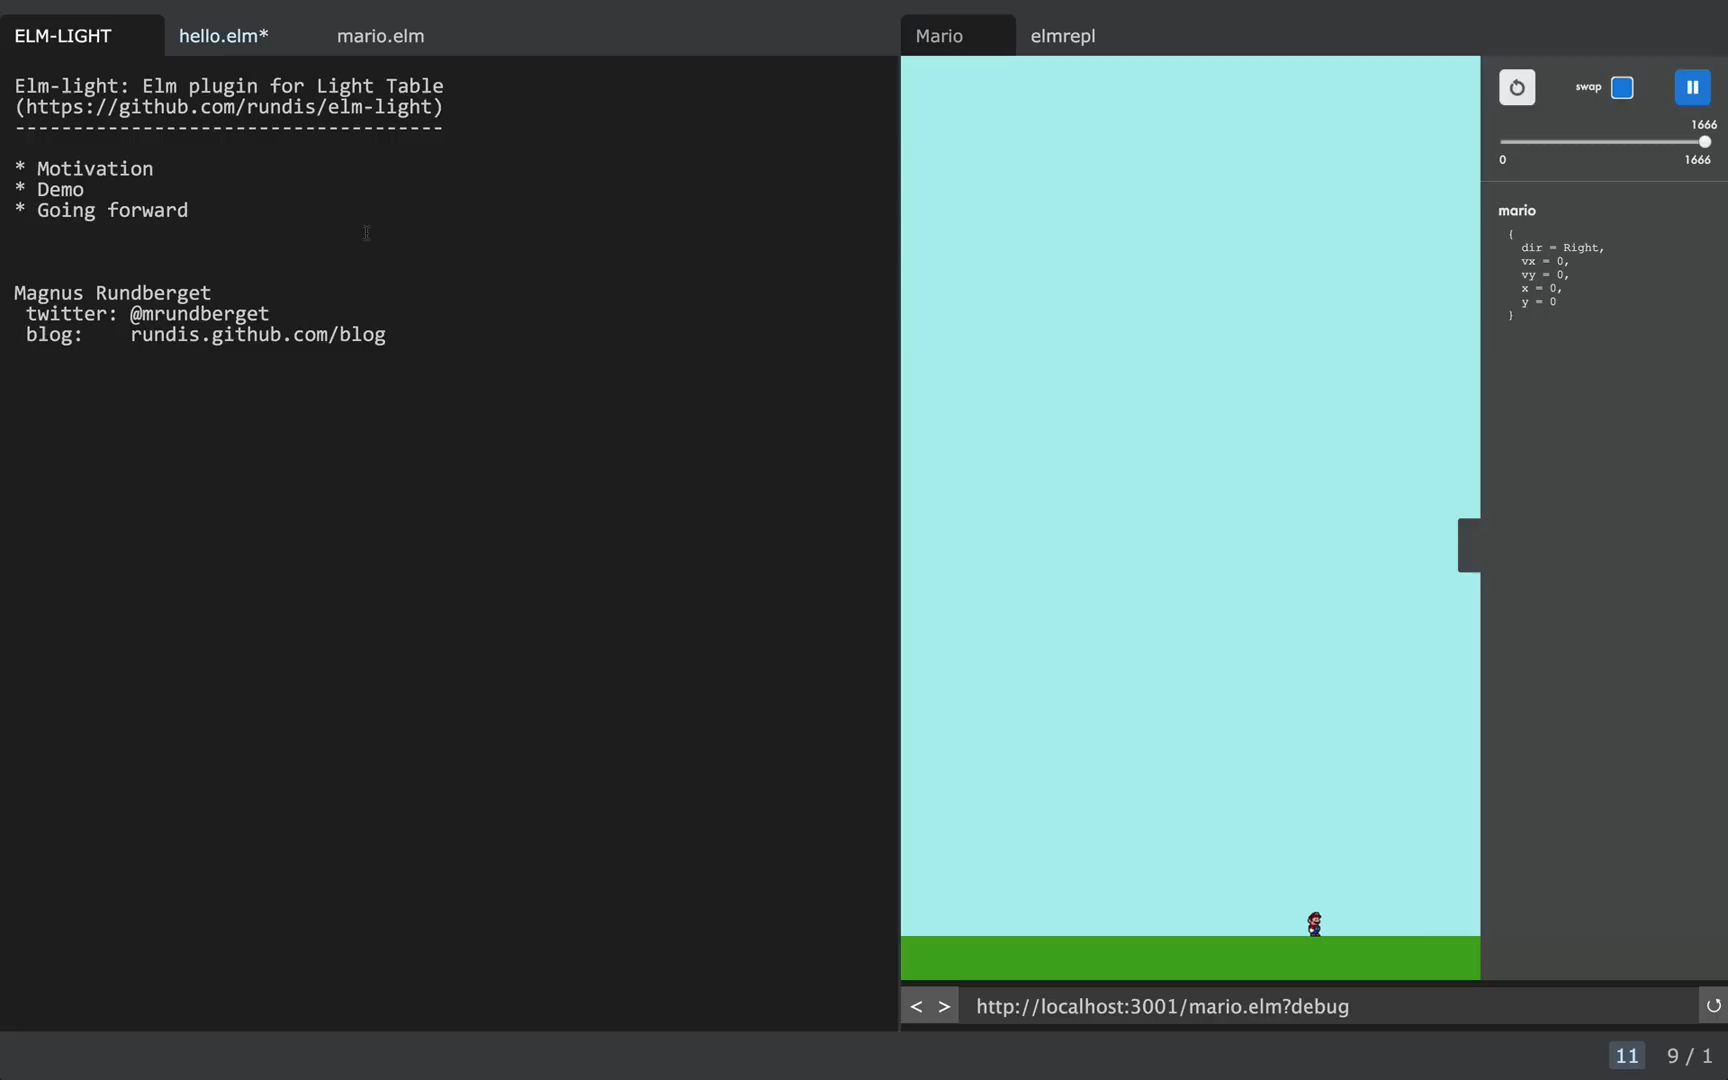 ELM-LIGHT hello.elm* mario.elm
Elm-light: Elm plugin for Light Table
(https://github.com/rundis/elm-light)
-------------------------------------
* Motivation
* Demo
* Going forward
Magnus Rundberget
twitter: @mrundberget
blog: rundis.github.com/blog
Mario elmrepl
swap
1666
0 1666
mario
{
dir = Right,
vx = 0,
vy = 0,
x = 0,
y = 0
}
< > http://localhost:3001/mario.elm?debug
11 9 / 1